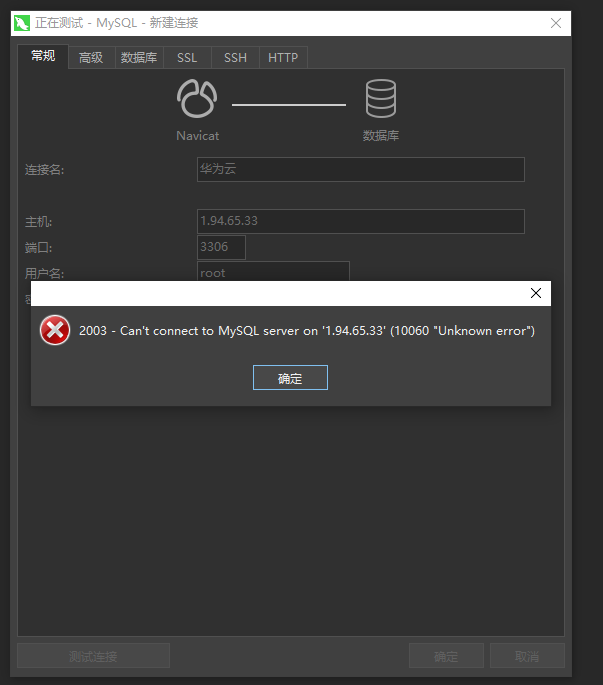 正在测试 - MySQL - 新建连接
常规 高级 数据库 SSL SSH HTTP
Navicat 数据库
连接名: 华为云
主机: 1.94.65.33
端口: 3306
用户名: root
2003 - Can't connect to MySQL server on '1.94.65.33' (10060 "Unknown error")
确定
测试连接 确定 取消